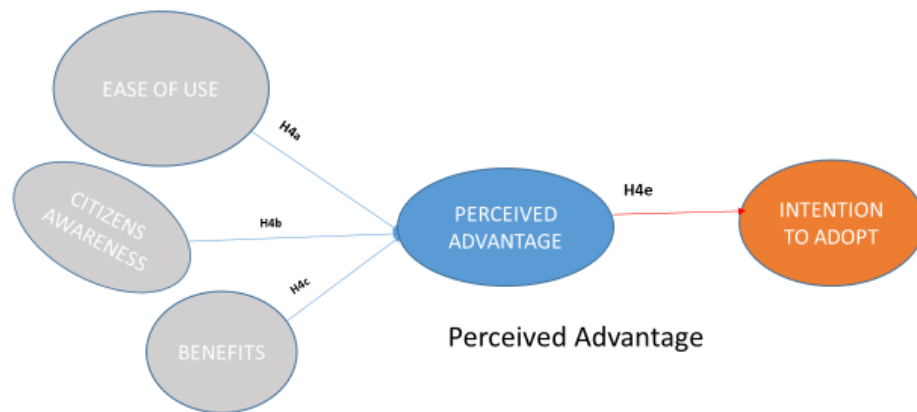 EASE OF USE
H4a
CITIZENS
AWARENESS
H4b
H4c
BENEFITS
PERCEIVED
ADVANTAGE
H4e
INTENTION
TO ADOPT
Perceived Advantage